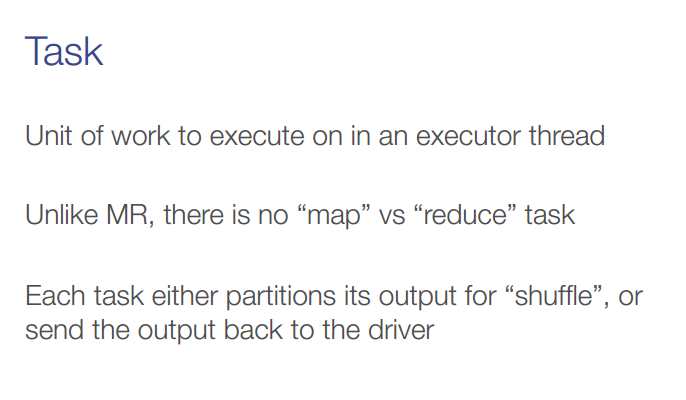 Task
Unit of work to execute on in an executor thread
Unlike MR, there is no “map” vs “reduce” task
Each task either partitions its output for “shuffle”, or
send the output back to the driver